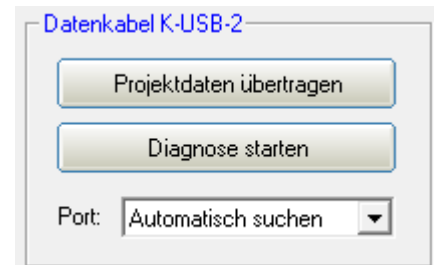 Datenkabel K-USB-2
Projektdaten übertragen
Diagnose starten
Port: Automatisch suchen